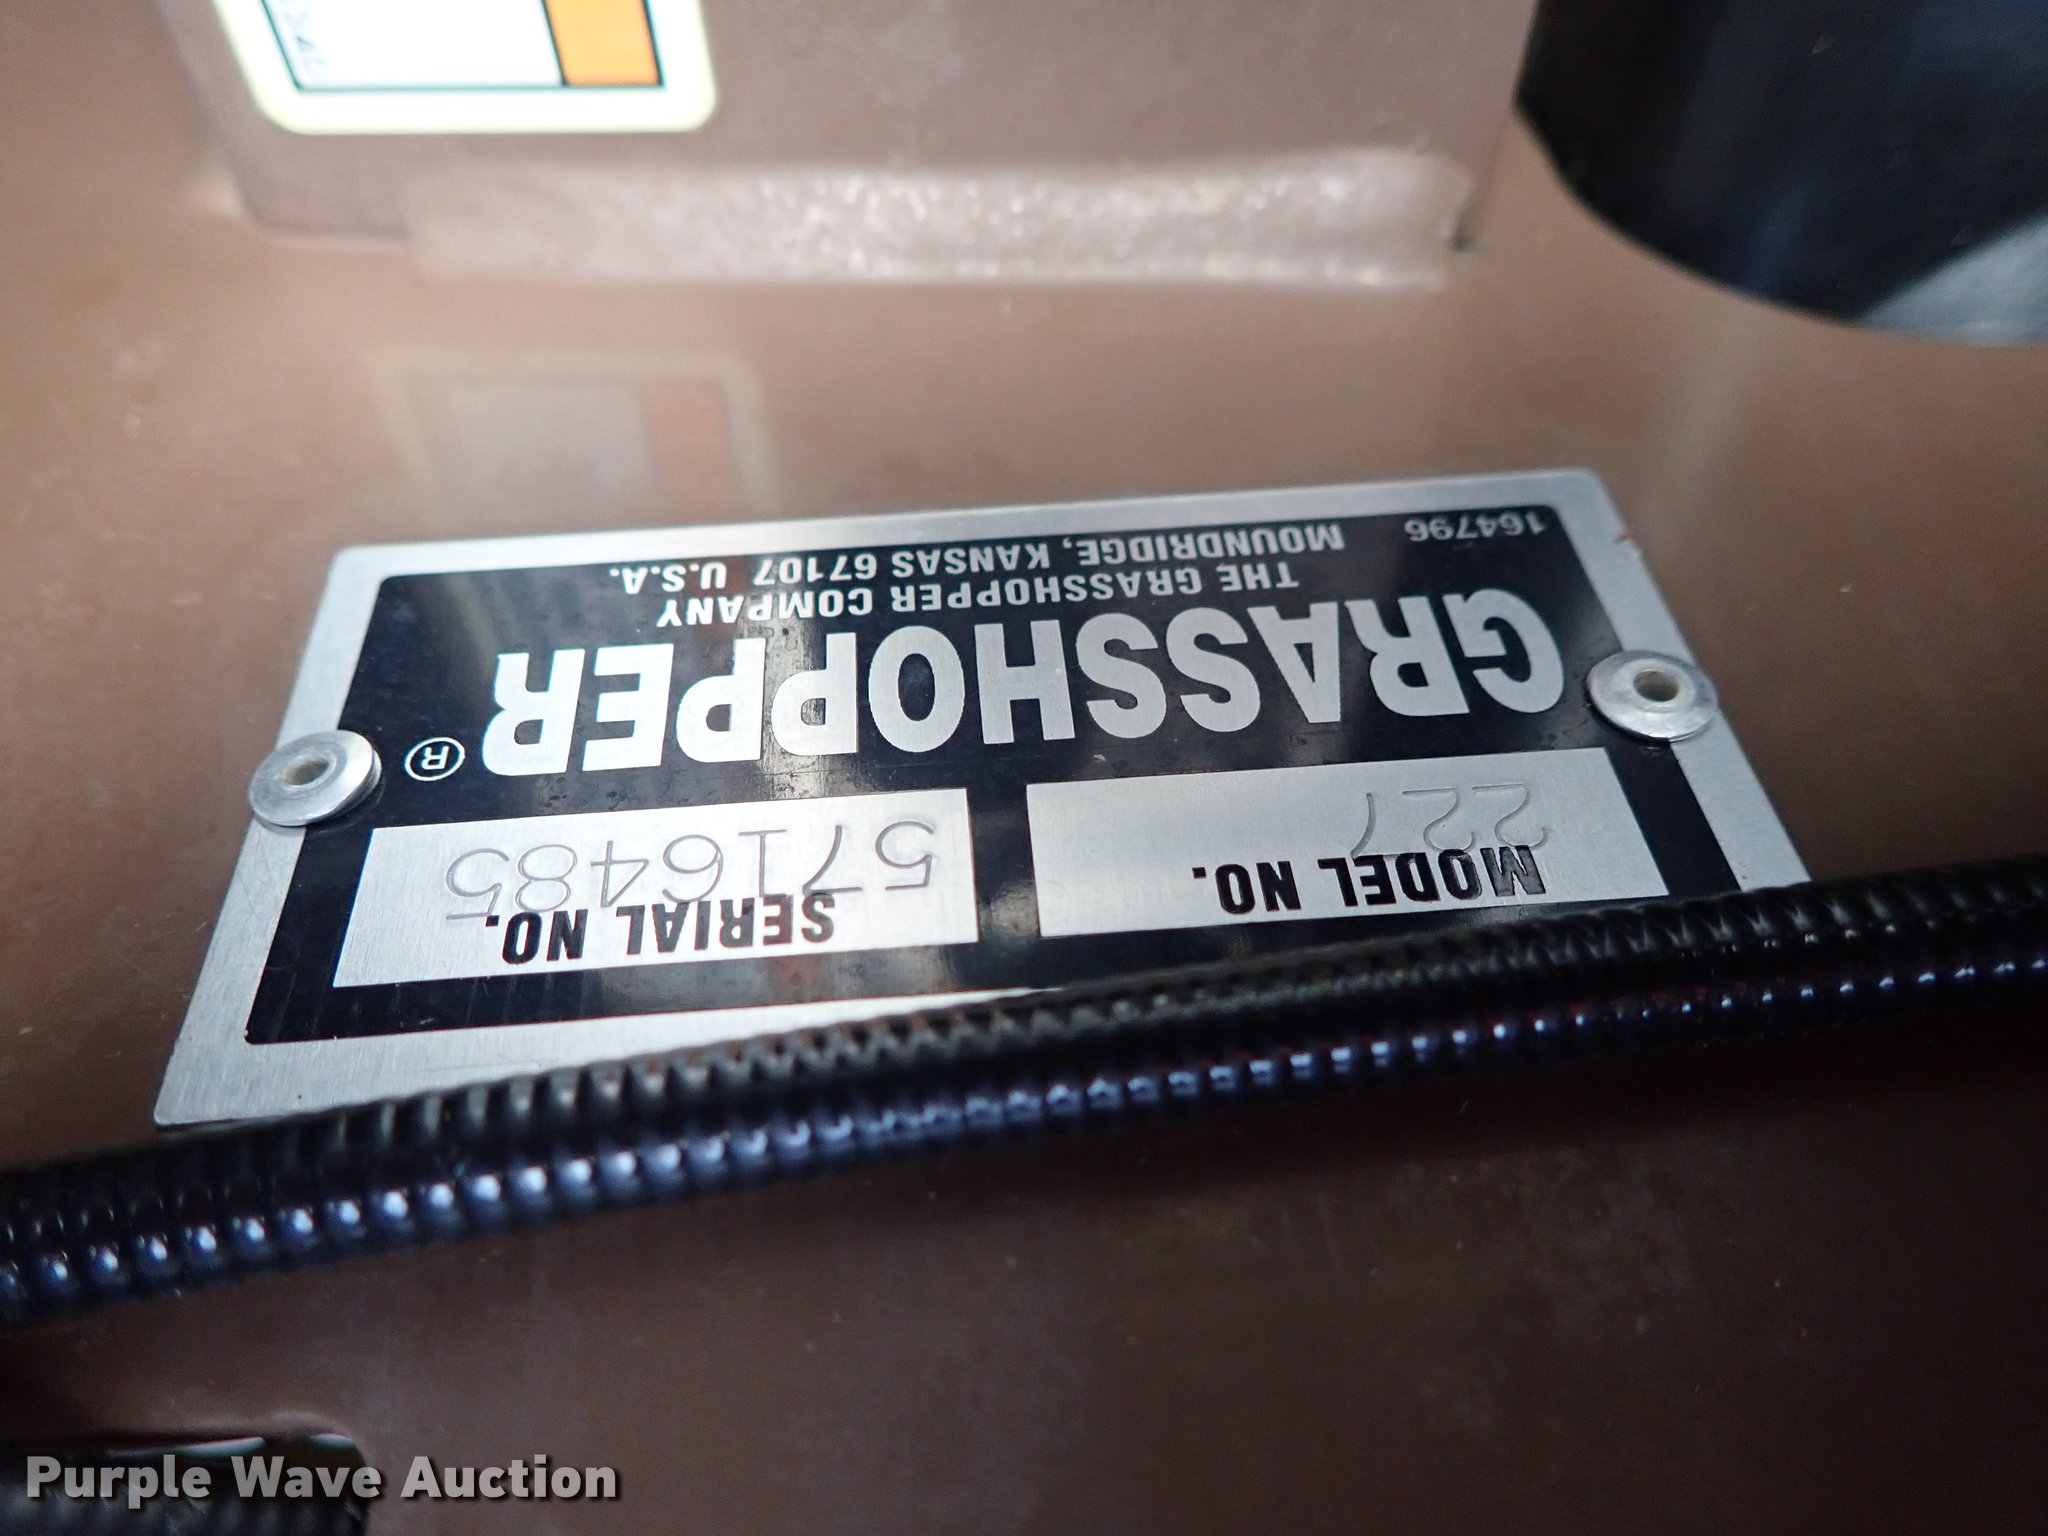 MODEL NO.
227
SERIAL NO.
5716485
GRASSHOPPER®
THE GRASSHOPPER COMPANY
MOUNDRIDGE, KANSAS 67107 U.S.A.
164796
Purple Wave Auction